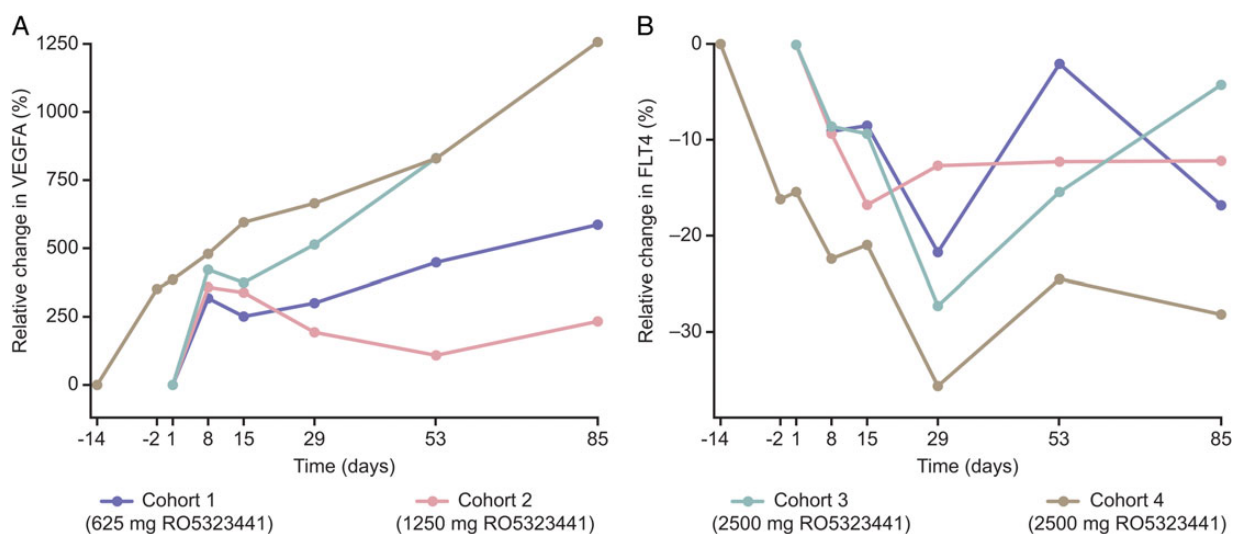 A
Relative change in VEGFA (%)
1250
1000
750
500
250
0
-14 -2 1 8 15 29 53 85
Time (days)
B
Relative change in FLT4 (%)
0
–10
–20
–30
-14 -2 1 8 15 29 53 85
Time (days)
Cohort 1
(625 mg RO5323441)
Cohort 2
(1250 mg RO5323441)
Cohort 3
(2500 mg RO5323441)
Cohort 4
(2500 mg RO5323441)